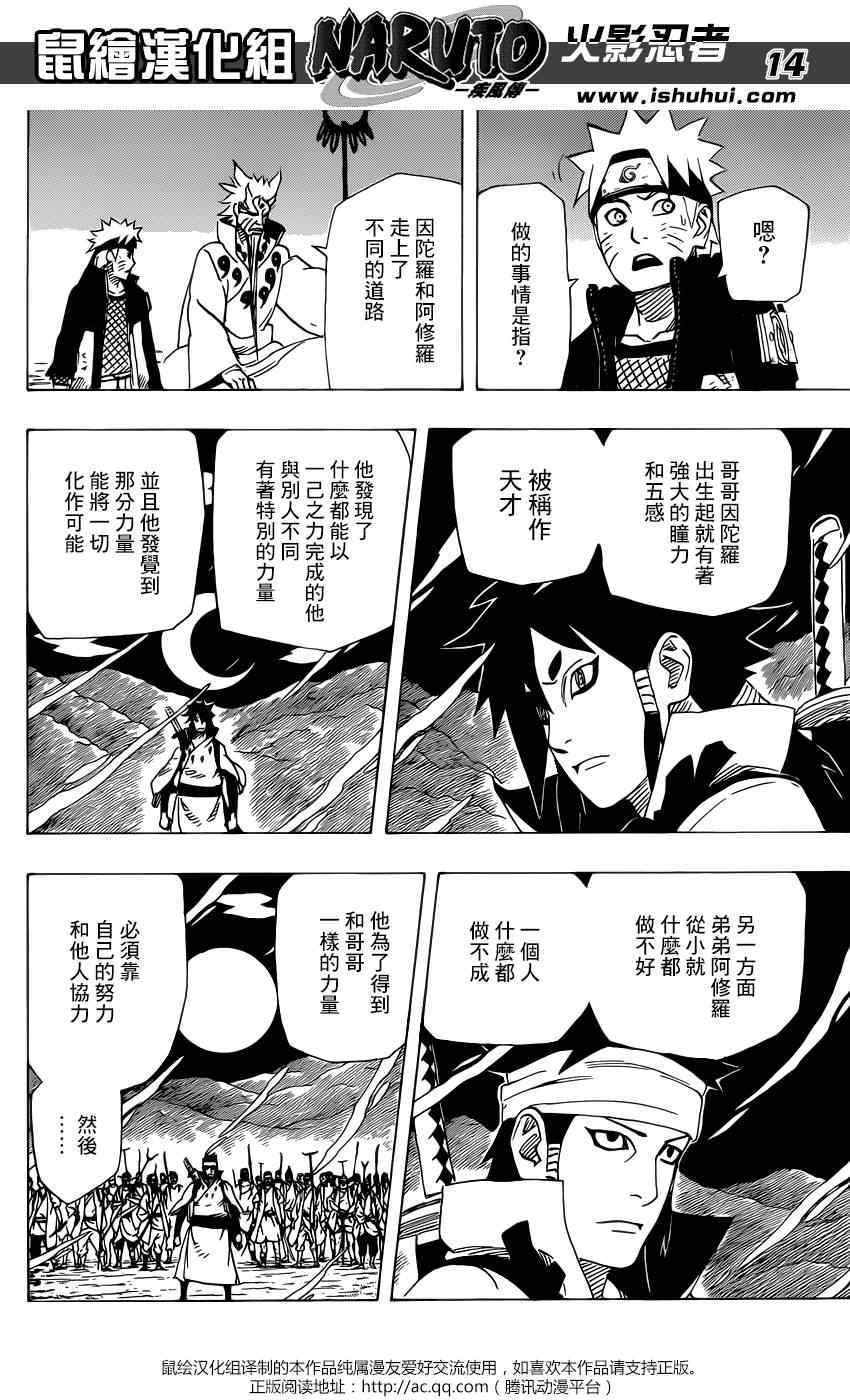 鼠繪漢化組
NARUTO
疾風傳
火影忍者
14
www.ishuhui.com
嗯?
做的事情是指?
因陀羅和阿修羅
走上了
不同的道路
哥哥因陀羅
出生起就有著
強大的瞳力
和五感
被稱作
天才
他發現了
什麼都能以
一己之力完成的他
與別人不同
有著特別的力量
並且他發覺到
那分力量
能將一切
化作可能
另一方面
弟弟阿修羅
從小就
什麼都
做不好
一個人
什麼都
做不成
他為了得到
和哥哥
一樣的力量
必須靠
自己的努力
和他人協力
然後
……
鼠绘汉化组译制的本作品纯属漫友爱好交流使用，如喜欢本作品请支持正版。
正版阅读地址：http://ac.qq.com（腾讯动漫平台）